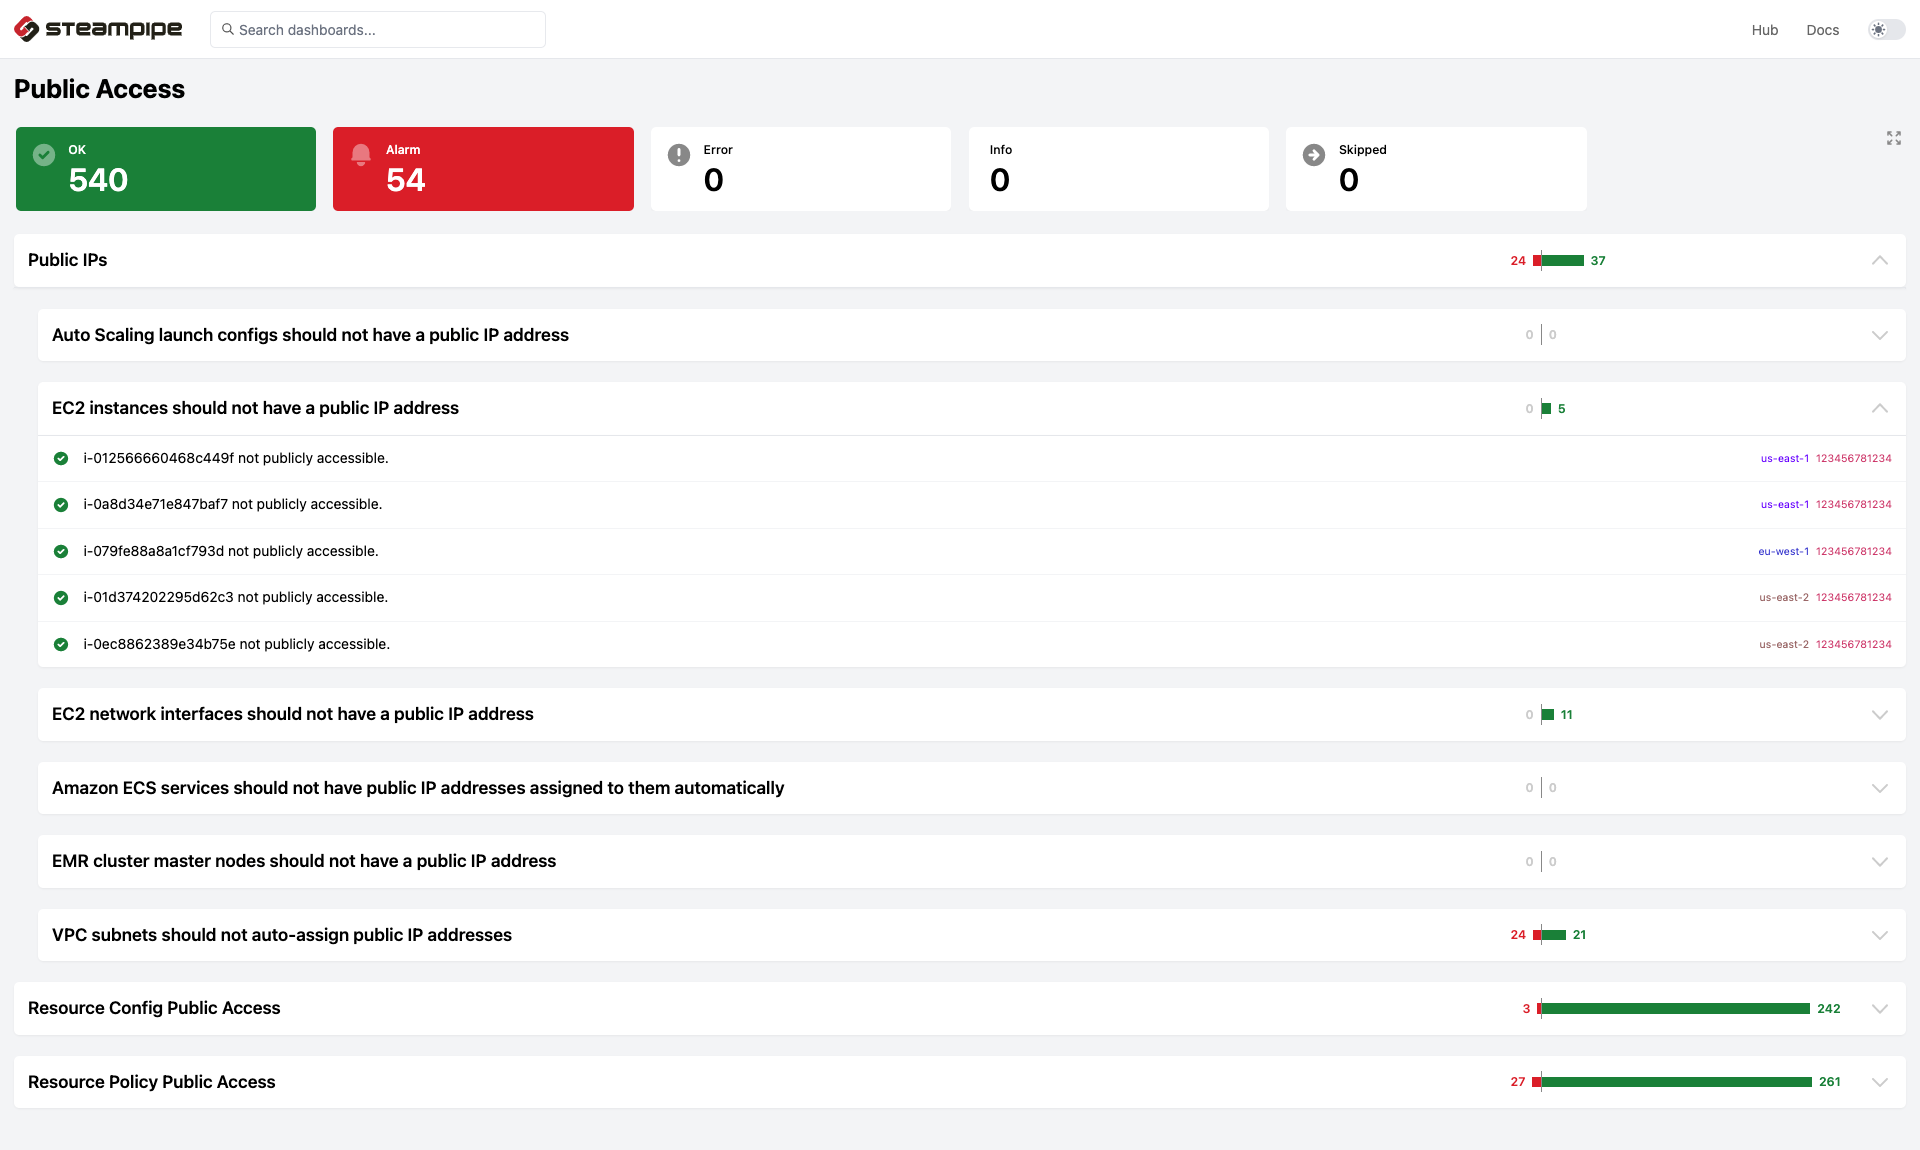 STEAMPIPE
Search dashboards...
Hub
Docs
Public Access
OK
540
Alarm
54
Error
0
Info
0
Skipped
0
Public IPs
24 37
Auto Scaling launch configs should not have a public IP address
0 0
EC2 instances should not have a public IP address
0 5
i-012566660468c449f not publicly accessible.
us-east-1 123456781234
i-0a8d34e71e847baf7 not publicly accessible.
us-east-1 123456781234
i-079fe88a8a1cf793d not publicly accessible.
eu-west-1 123456781234
i-01d374202295d62c3 not publicly accessible.
us-east-2 123456781234
i-0ec8862389e34b75e not publicly accessible.
us-east-2 123456781234
EC2 network interfaces should not have a public IP address
0 11
Amazon ECS services should not have public IP addresses assigned to them automatically
0 0
EMR cluster master nodes should not have a public IP address
0 0
VPC subnets should not auto-assign public IP addresses
24 21
Resource Config Public Access
3 242
Resource Policy Public Access
27 261